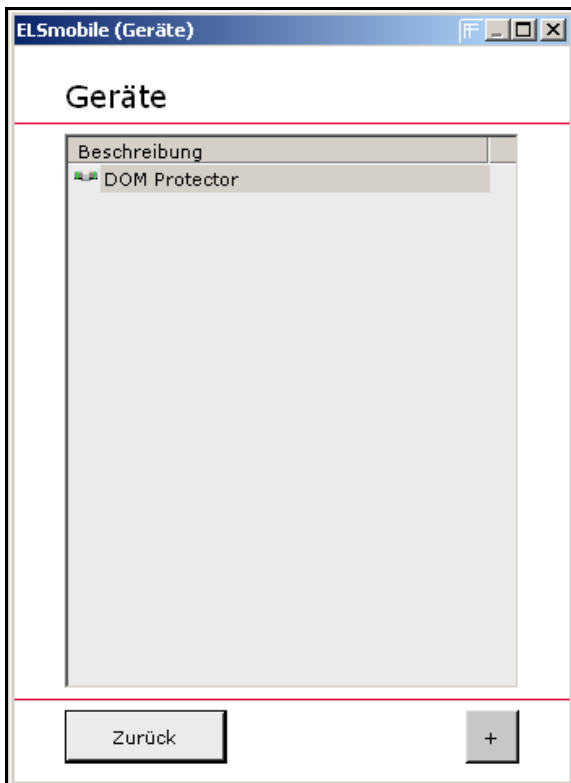 ELSmobile (Geräte)
Geräte
Beschreibung
DOM Protector
Zurück
+